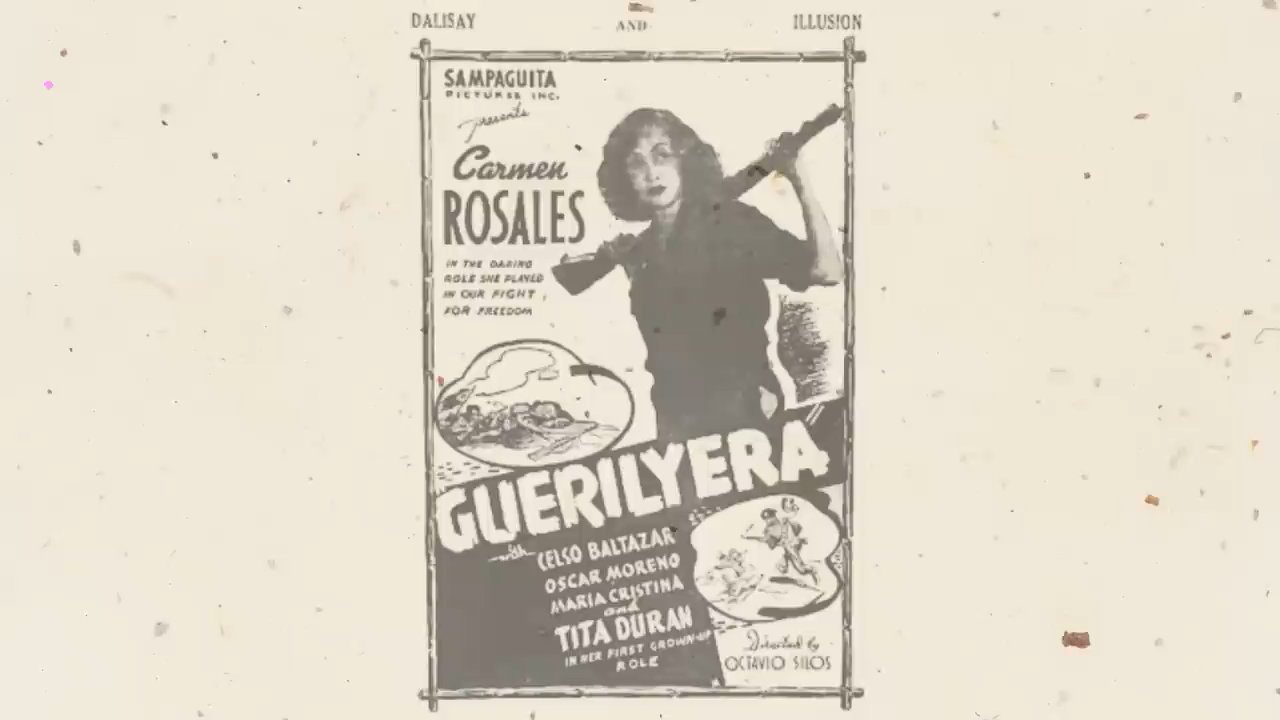 DALISAY AND ILLUSION
SAMPAGUITA
PICTURES INC.
presents
Carmen
ROSALES
IN THE DARING
ROLE SHE PLAYED
IN OUR FIGHT
FOR FREEDOM
GUERILYERA
with CELSO BALTAZAR
OSCAR MORENO
MARIA CRISTINA
and
TITA DURAN
IN HER FIRST GROWN-UP
ROLE
Directed by
OCTAVIO SILOS